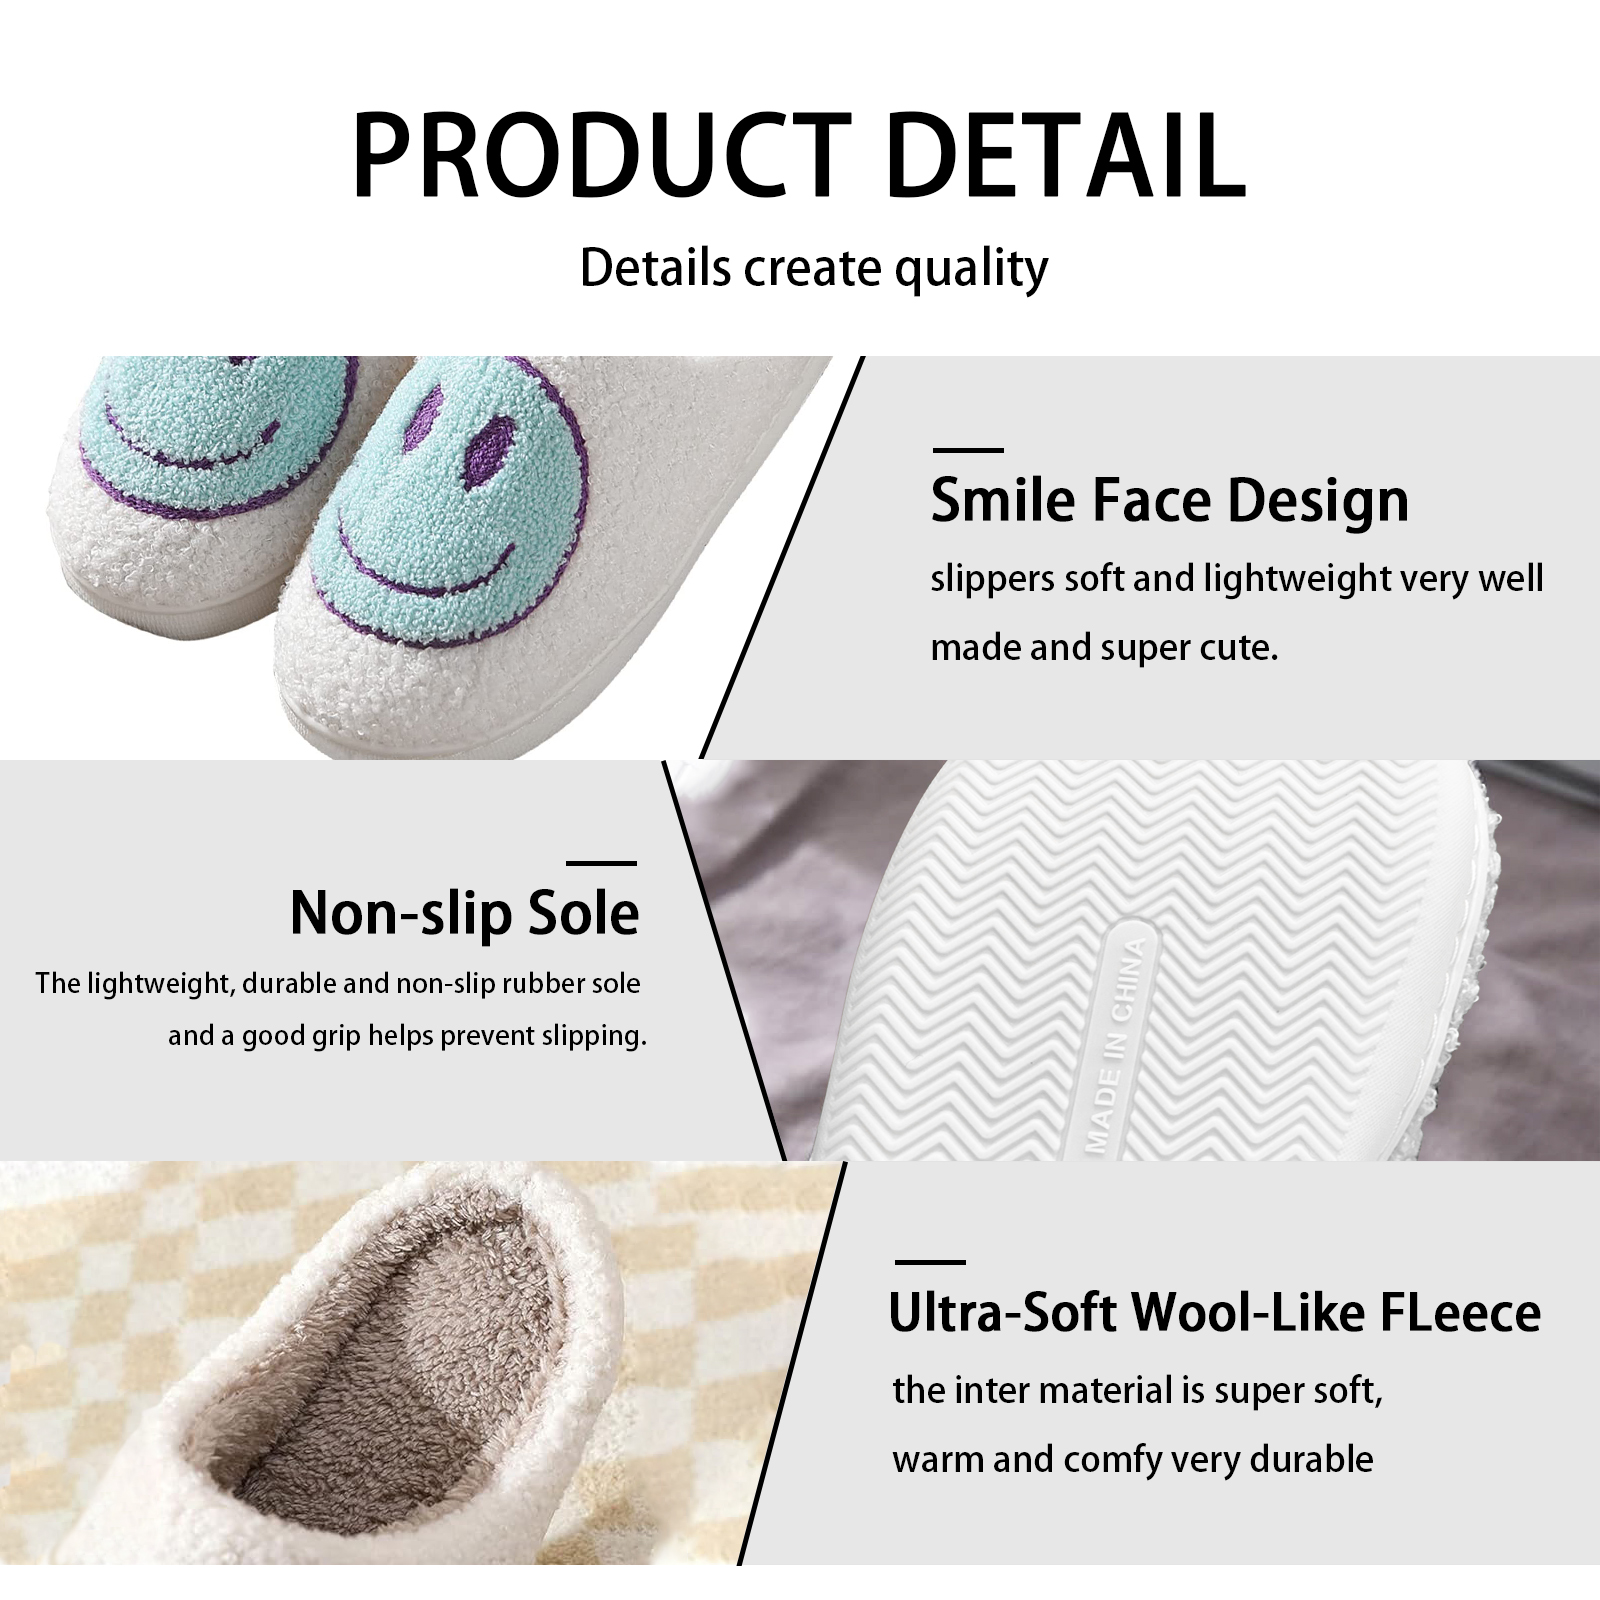 PRODUCT DETAIL
Details create quality
Smile Face Design
slippers soft and lightweight very well
made and super cute.
Non-slip Sole
The lightweight, durable and non-slip rubber sole
and a good grip helps prevent slipping.
MADE IN CHINA
Ultra-Soft Wool-Like FLeece
the inter material is super soft,
warm and comfy very durable